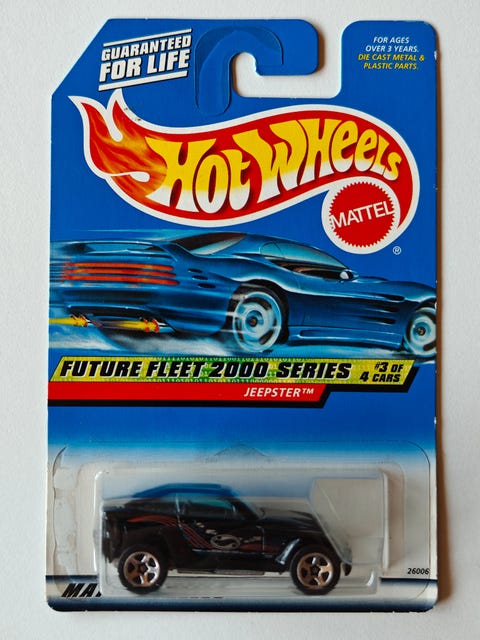 GUARANTEED
FOR LIFE
FOR AGES
OVER 3 YEARS.
DIE CAST METAL &
PLASTIC PARTS.
HOT WHEELS
MATTEL
®
FUTURE FLEET 2000 SERIES
#3 OF
4 CARS
JEEPSTER™
26006